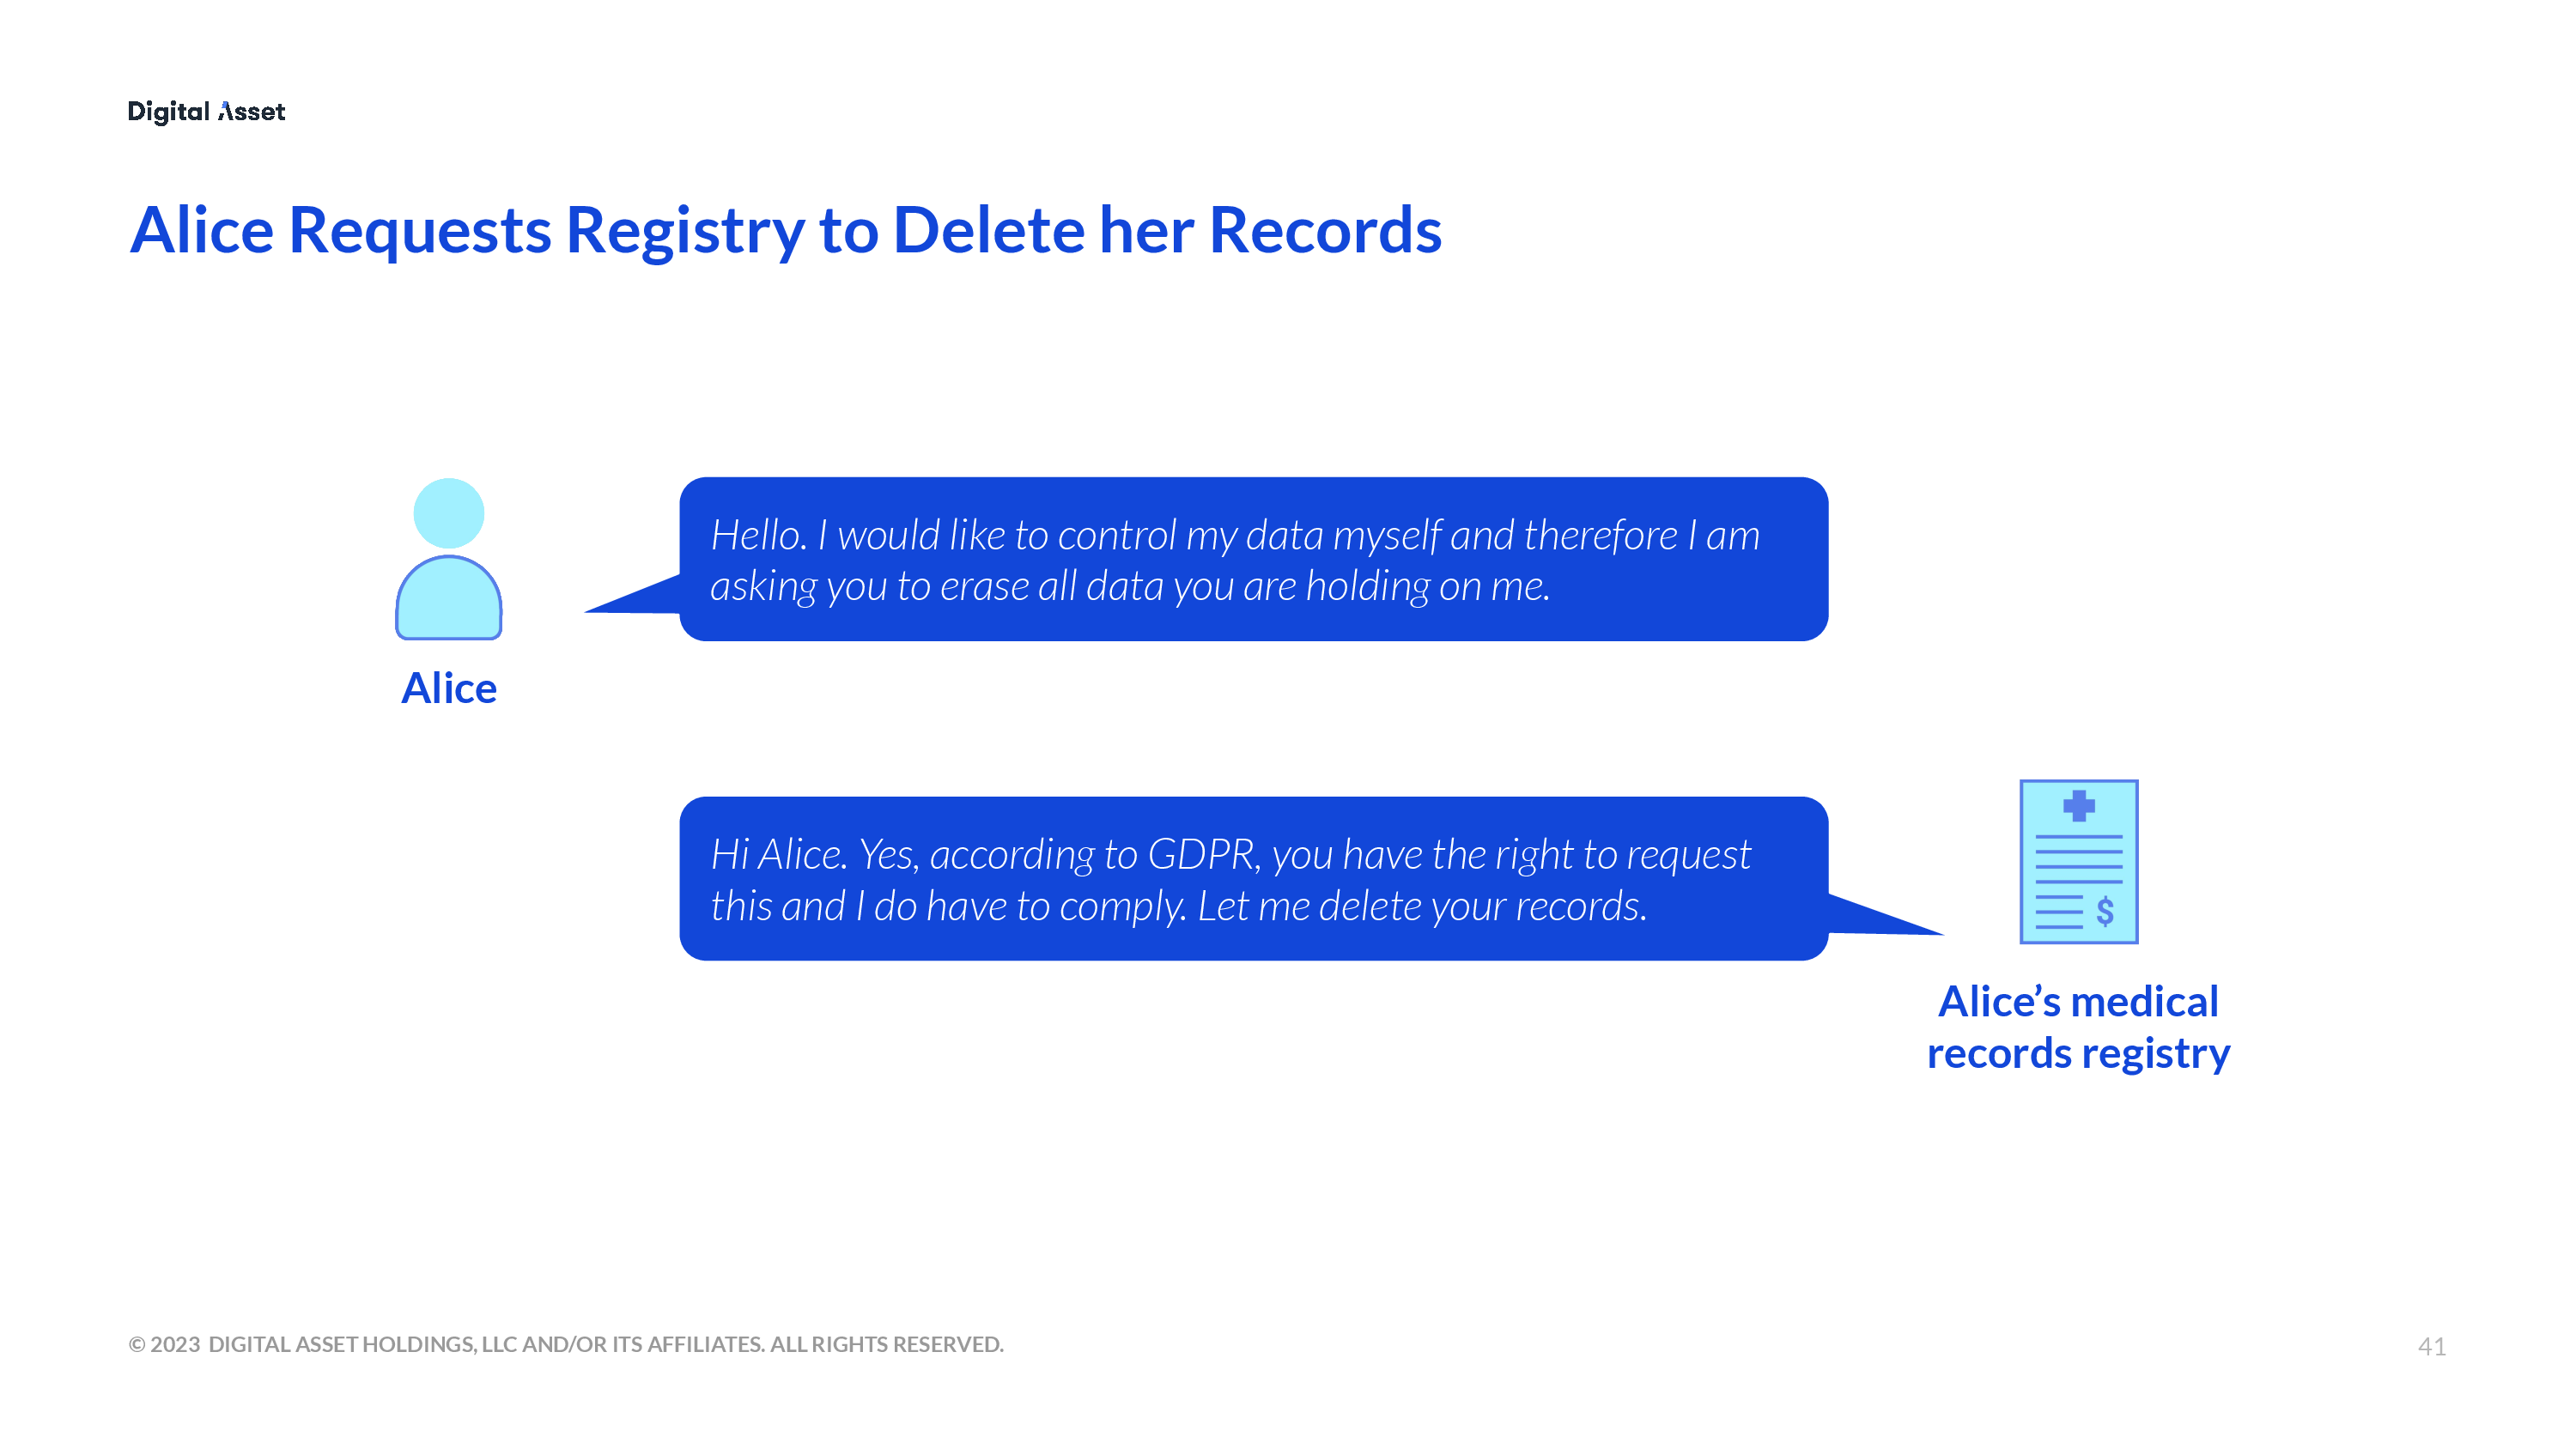 Digital Asset
Alice Requests Registry to Delete her Records
Hello. I would like to control my data myself and therefore I am
asking you to erase all data you are holding on me.
Alice
Hi Alice. Yes, according to GDPR, you have the right to request
this and I do have to comply. Let me delete your records.
$
Alice’s medical
records registry
© 2023 DIGITAL ASSET HOLDINGS, LLC AND/OR ITS AFFILIATES. ALL RIGHTS RESERVED.
41